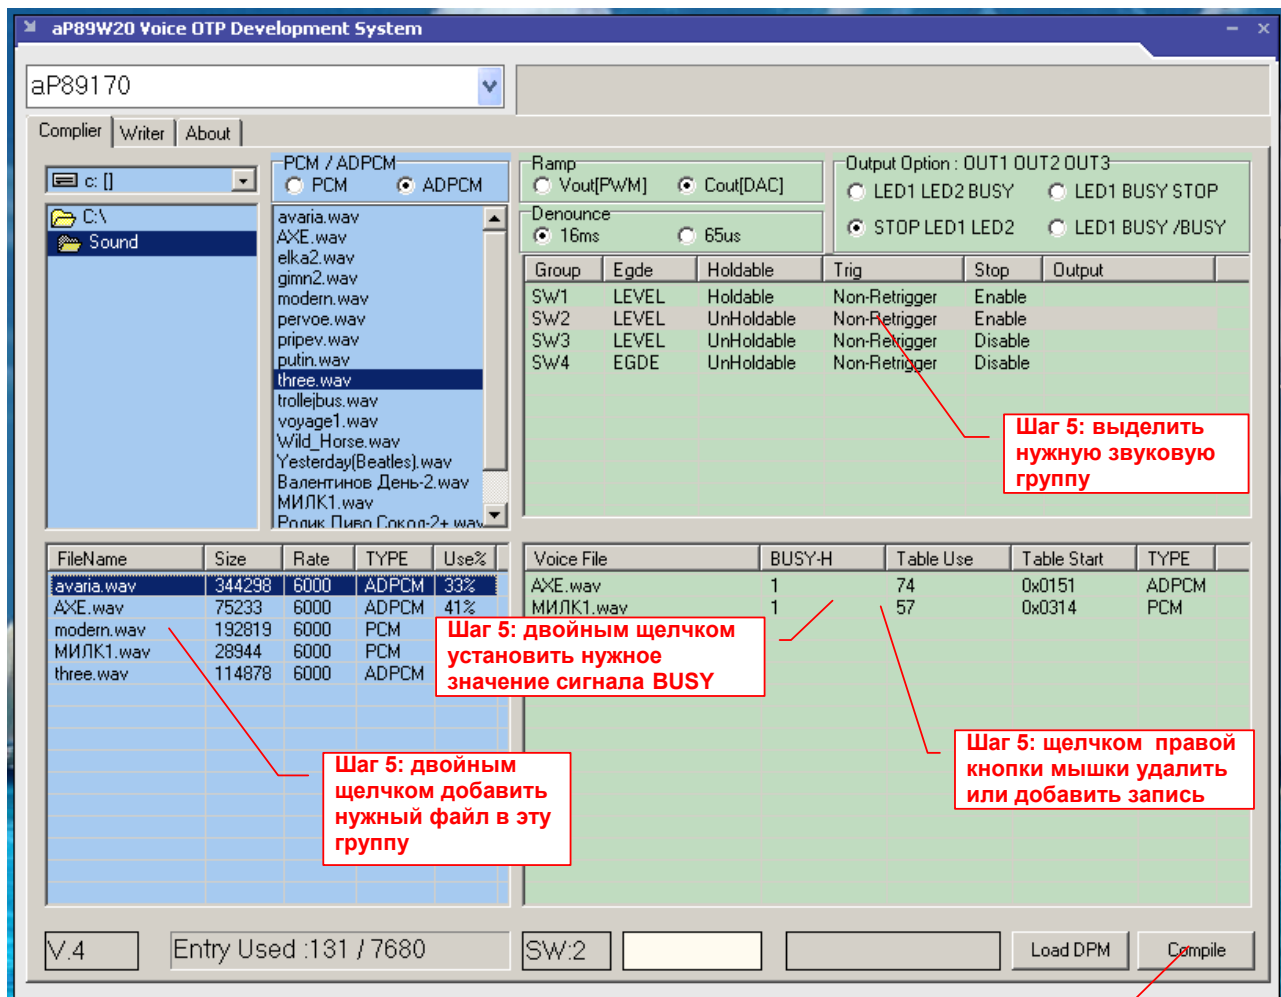 aP89W20 Voice OTP Development System
aP89170
Complier Writer About
c: []
C:\
Sound
PCM / ADPCM
PCM ADPCM
avaria.wav
AXE.wav
elka2.wav
gimn2.wav
modern.wav
pervoe.wav
pripev.wav
putin.wav
three.wav
trollejbus.wav
voyage1.wav
Wild_Horse.wav
Yesterday(Beatles).wav
Валентинов День-2.wav
МИЛК1.wav
Ролик Пиво Сокол-2+.wav
Ramp
Vout[PWM] Cout[DAC]
Denounce
16ms 65us
Output Option : OUT1 OUT2 OUT3
LED1 LED2 BUSY LED1 BUSY STOP
STOP LED1 LED2 LED1 BUSY /BUSY
Group Egde Holdable Trig Stop Output
SW1 LEVEL Holdable Non-Retrigger Enable
SW2 LEVEL UnHoldable Non-Retrigger Enable
SW3 LEVEL UnHoldable Non-Retrigger Disable
SW4 EGDE UnHoldable Non-Retrigger Disable
Шаг 5: выделить
нужную звуковую
группу
FileName Size Rate TYPE Use%
avaria.wav 344298 6000 ADPCM 33%
AXE.wav 75233 6000 ADPCM 41%
modern.wav 192819 6000 PCM
МИЛК1.wav 28944 6000 PCM
three.wav 114878 6000 ADPCM
Voice File BUSY-H Table Use Table Start TYPE
AXE.wav 1 74 0x0151 ADPCM
МИЛК1.wav 1 57 0x0314 PCM
Шаг 5: двойным щелчком
установить нужное
значение сигнала BUSY
Шаг 5: щелчком правой
кнопки мышки удалить
или добавить запись
Шаг 5: двойным
щелчком добавить
нужный файл в эту
группу
V.4 Entry Used :131 / 7680 SW:2 Load DPM Compile